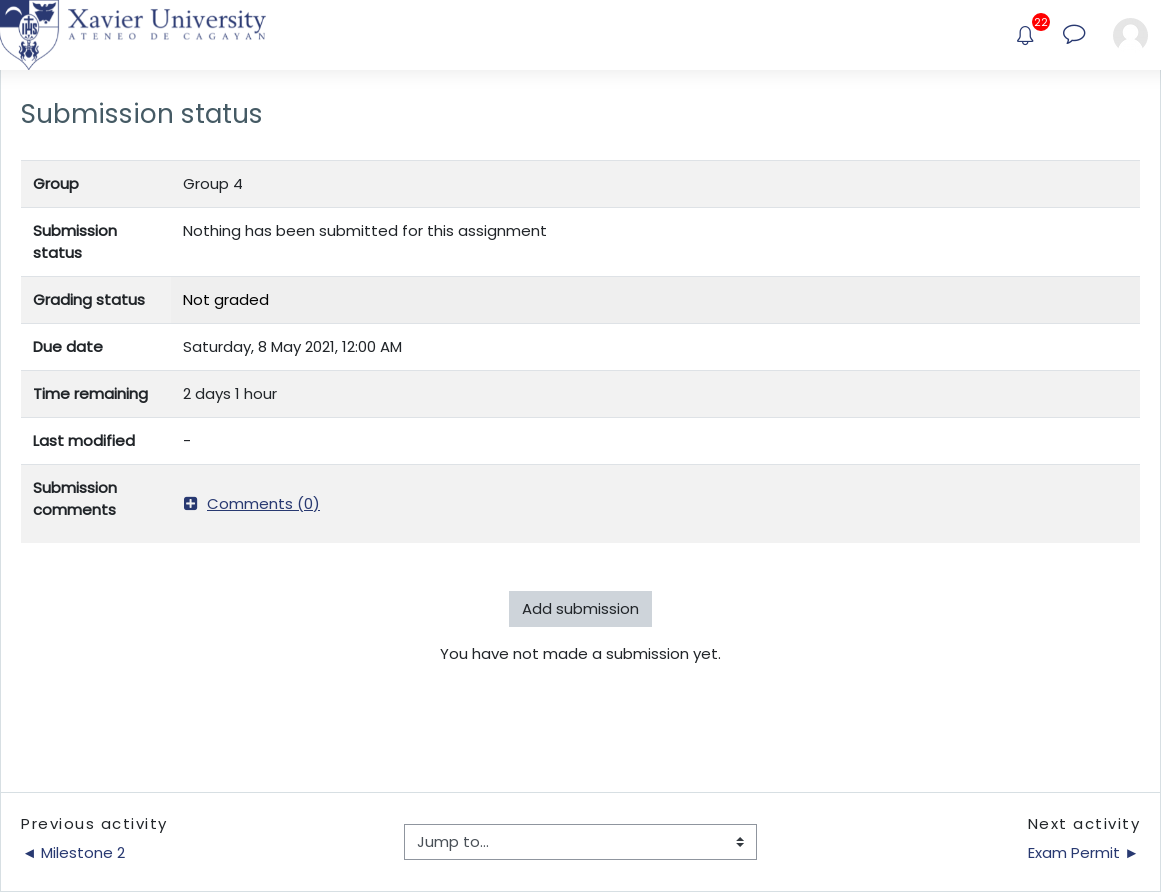 Xavier University
ATENEO DE CAGAYAN
22
IHS
Submission status
Group
Group 4
Submission status
Nothing has been submitted for this assignment
Grading status
Not graded
Due date
Saturday, 8 May 2021, 12:00 AM
Time remaining
2 days 1 hour
Last modified
-
Submission comments
Comments (0)
Add submission
You have not made a submission yet.
Previous activity
◄ Milestone 2
Jump to...
Next activity
Exam Permit ►